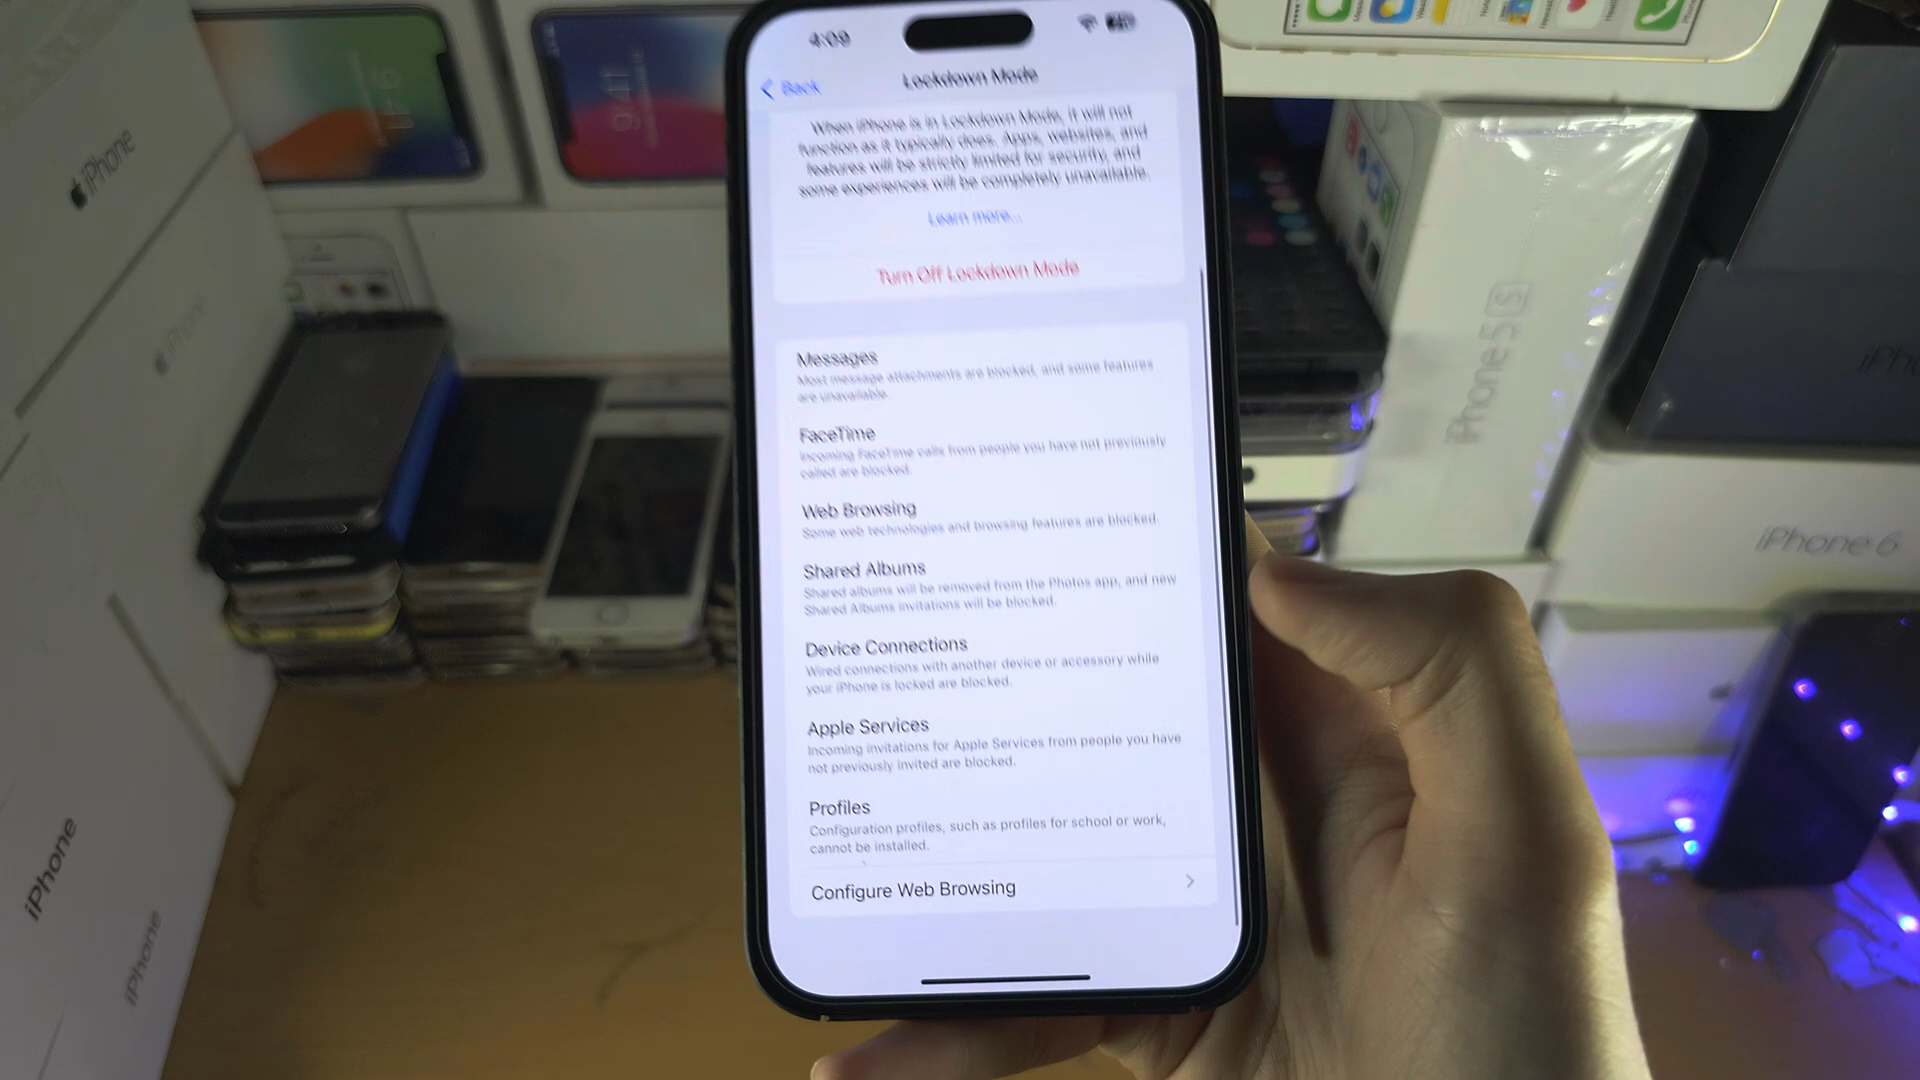 4:09
Back
Lockdown Mode
When iPhone is in Lockdown Mode, it will not
function as it typically does. Apps, websites, and
features will be strictly limited for security, and
some experiences will be completely unavailable.
Learn more...
Turn Off Lockdown Mode
Messages
Most message attachments are blocked, and some features
are unavailable.
FaceTime
Incoming FaceTime calls from people you have not previously
called are blocked.
Web Browsing
Some web technologies and browsing features are blocked.
Shared Albums
Shared albums will be removed from the Photos app, and new
Shared Albums invitations will be blocked.
Device Connections
Wired connections with another device or accessory while
your iPhone is locked are blocked.
Apple Services
Incoming invitations for Apple Services from people you have
not previously invited are blocked.
Profiles
Configuration profiles, such as profiles for school or work,
cannot be installed.
Configure Web Browsing
iPhone
iPhone
iPhone
iPhone
9:41
9:41
iPhone 5s
iPhone 6